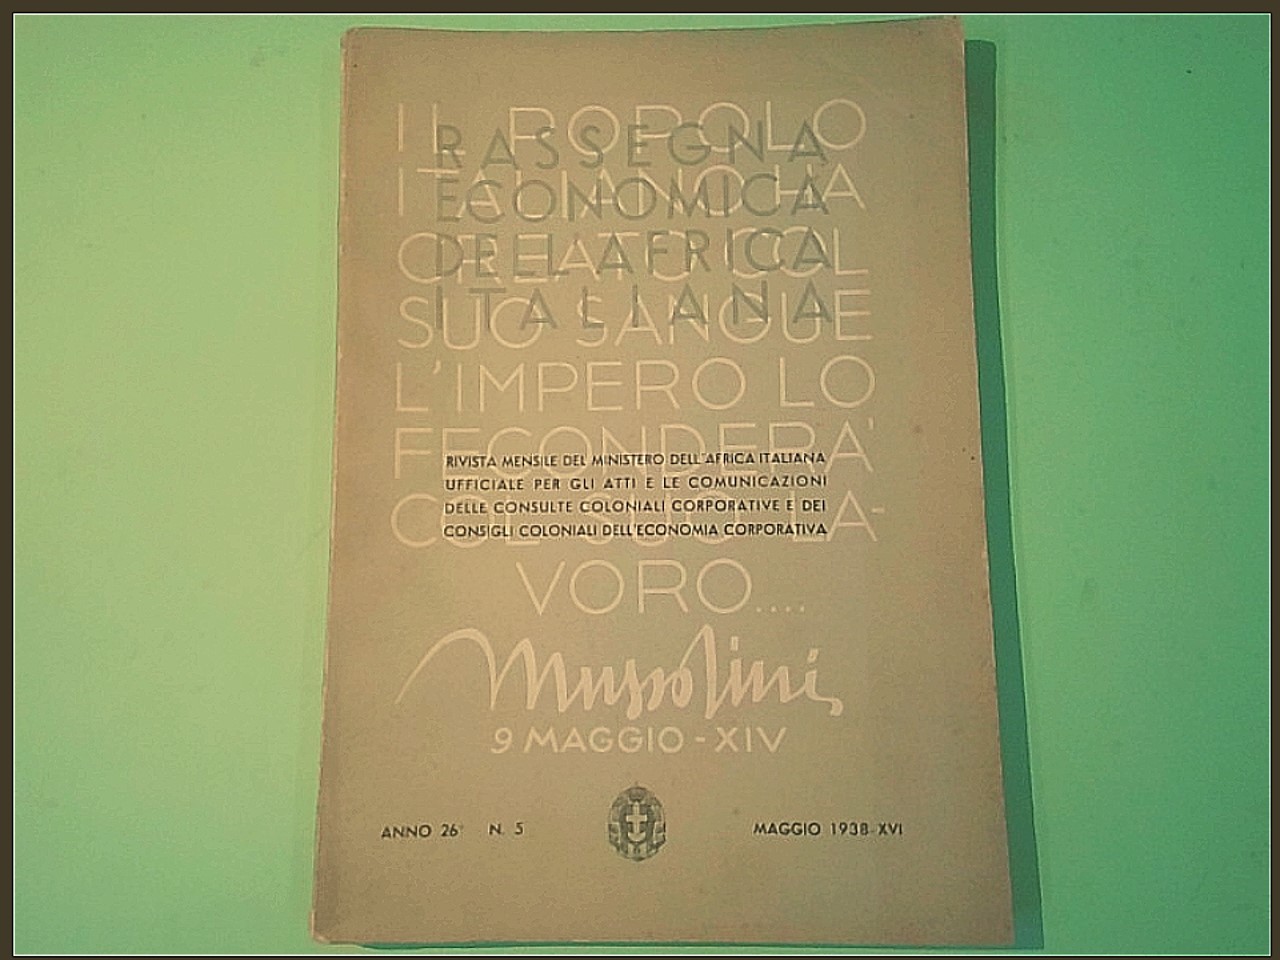 IL POPOLO
ITALIANO HA
CREATO COL
SUO SANGUE
L'IMPERO LO
FECONDERA'
COL SUO LA-
VORO....
Mussolini
9 MAGGIO - XIV
RASSEGNA
ECONOMICA
DELL'AFRICA
ITALIANA
RIVISTA MENSILE DEL MINISTERO DELL'AFRICA ITALIANA
UFFICIALE PER GLI ATTI E LE COMUNICAZIONI
DELLE CONSULTE COLONIALI CORPORATIVE E DEI
CONSIGLI COLONIALI DELL'ECONOMIA CORPORATIVA
ANNO 26° N. 5 MAGGIO 1938-XVI